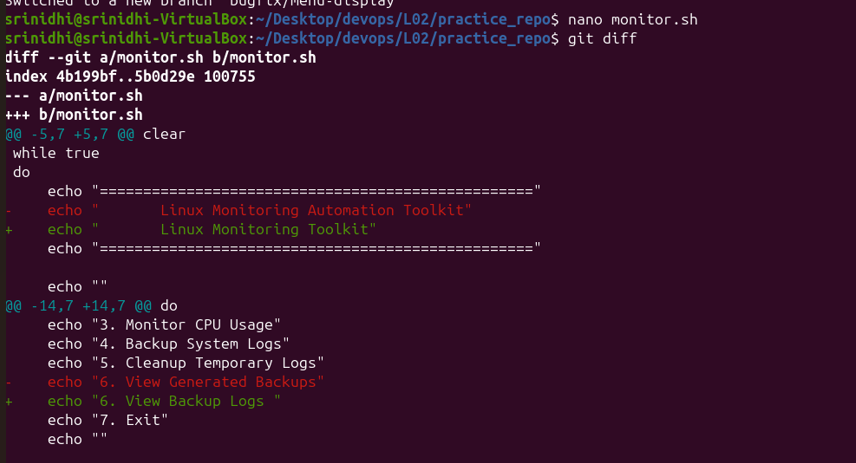 Switched to a new branch 'bugfix/menu-display'
srinidhi@srinidhi-VirtualBox:~/Desktop/devops/L02/practice_repo$ nano monitor.sh
srinidhi@srinidhi-VirtualBox:~/Desktop/devops/L02/practice_repo$ git diff
diff --git a/monitor.sh b/monitor.sh
index 4b199bf..5b0d29e 100755
--- a/monitor.sh
+++ b/monitor.sh
@@ -5,7 +5,7 @@ clear
 while true
 do
     echo "=================================================="
-    echo "       Linux Monitoring Automation Toolkit"
+    echo "       Linux Monitoring Toolkit"
     echo "=================================================="
     echo ""
@@ -14,7 +14,7 @@ do
     echo "3. Monitor CPU Usage"
     echo "4. Backup System Logs"
     echo "5. Cleanup Temporary Logs"
-    echo "6. View Generated Backups"
+    echo "6. View Backup Logs "
     echo "7. Exit"
     echo ""